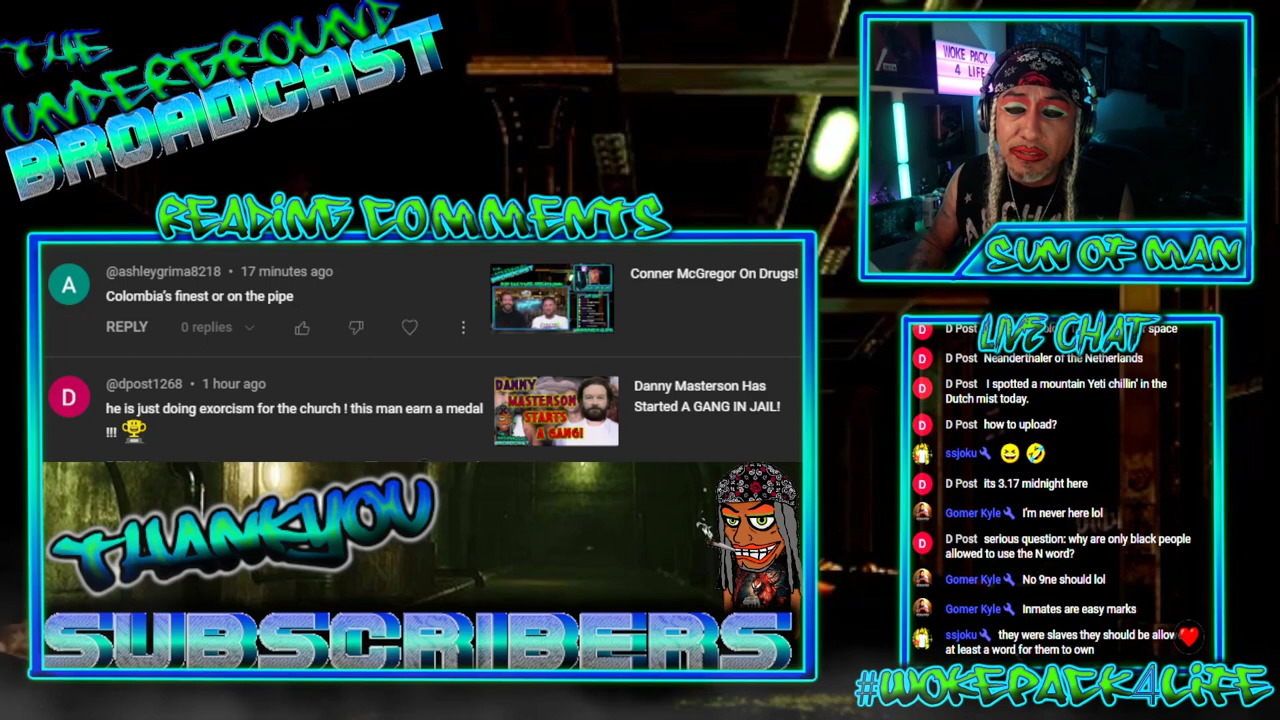 THE
UNDERGROUND
BROADCAST
READING COMMENTS
A
@ashleygrima8218 • 17 minutes ago
Colombia's finest or on the pipe
REPLY 0 replies
Conner McGregor On Drugs!
D
@dpost1268 • 1 hour ago
he is just doing exorcism for the church ! this man earn a medal
!!! 🏆
DANNY
MASTERSON
STARTS
A GANG!
Danny Masterson Has
Started A GANG IN JAIL!
THANKYOU
SUBSCRIBERS
WOKE PACK
4 LIFE
SUN OF MAN
LIVE CHAT
D Post space
D Post Neanderthaler of the Netherlands
D Post I spotted a mountain Yeti chillin' in the
Dutch mist today.
D Post how to upload?
ssjoku 😆 🤣
D Post its 3.17 midnight here
Gomer Kyle I'm never here lol
D Post serious question: why are only black people
allowed to use the N word?
Gomer Kyle No 9ne should lol
Gomer Kyle Inmates are easy marks
ssjoku they were slaves they should be allow
at least a word for them to own
#WOKEPACK4LIFE